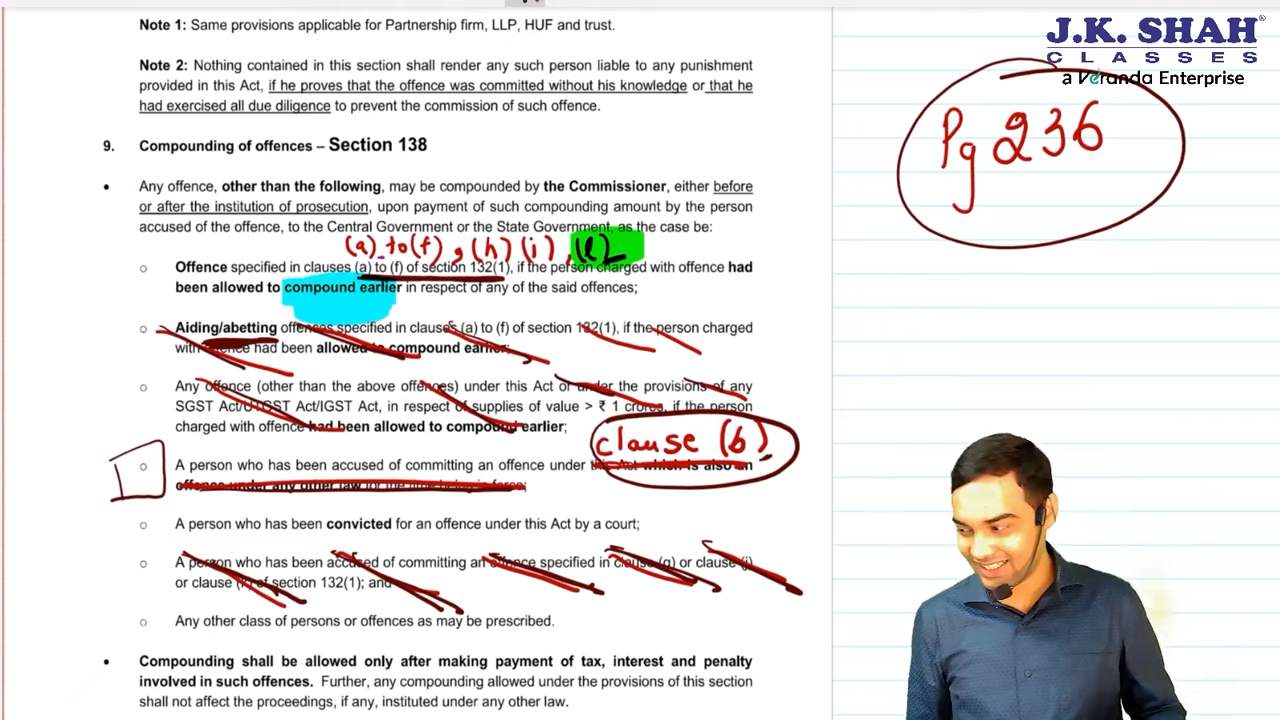 Note 1: Same provisions applicable for Partnership firm, LLP, HUF and trust.
J.K. SHAH
CLASSES
a Veranda Enterprise
Note 2: Nothing contained in this section shall render any such person liable to any punishment
provided in this Act, if he proves that the offence was committed without his knowledge or that he
had exercised all due diligence to prevent the commission of such offence.
Pg 236
9. Compounding of offences – Section 138
• Any offence, other than the following, may be compounded by the Commissioner, either before
or after the institution of prosecution, upon payment of such compounding amount by the person
accused of the offence, to the Central Government or the State Government, as the case be:
(a) to (f), (h) (i), (l)
o Offence specified in clauses (a) to (f) of section 132(1), if the person charged with offence had
been allowed to compound earlier in respect of any of the said offences;
o Aiding/abetting offences specified in clauses (a) to (f) of section 132(1), if the person charged
with offence had been allowed to compound earlier;
o Any offence (other than the above offences) under this Act or under the provisions of any
SGST Act/UTGST Act/IGST Act, in respect of supplies of value > ₹ 1 crores, if the person
charged with offence had been allowed to compound earlier;
clause (b)
o A person who has been accused of committing an offence under this Act which is also an
offence under any other law for the time being in force;
o A person who has been convicted for an offence under this Act by a court;
o A person who has been accused of committing an offence specified in clause (g) or clause (j)
or clause of section 132(1); and
o Any other class of persons or offences as may be prescribed.
• Compounding shall be allowed only after making payment of tax, interest and penalty
involved in such offences. Further, any compounding allowed under the provisions of this section
shall not affect the proceedings, if any, instituted under any other law.